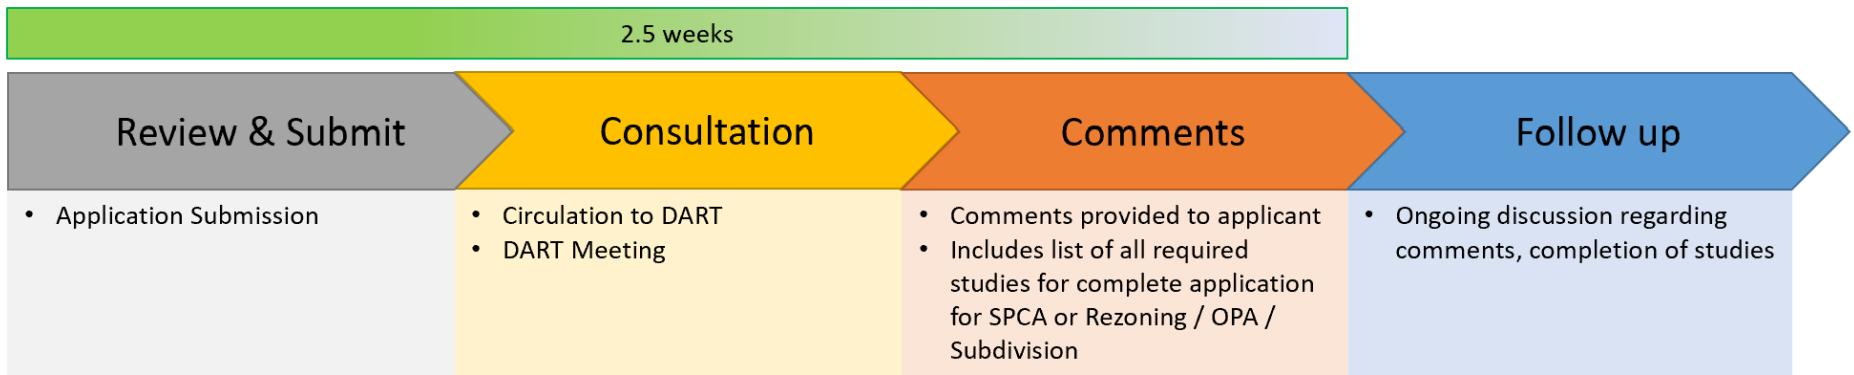 2.5 weeks
Review & Submit
Consultation
Comments
Follow up
• Application Submission
• Circulation to DART
• DART Meeting
• Comments provided to applicant
• Includes list of all required
studies for complete application
for SPCA or Rezoning / OPA /
Subdivision
• Ongoing discussion regarding
comments, completion of studies